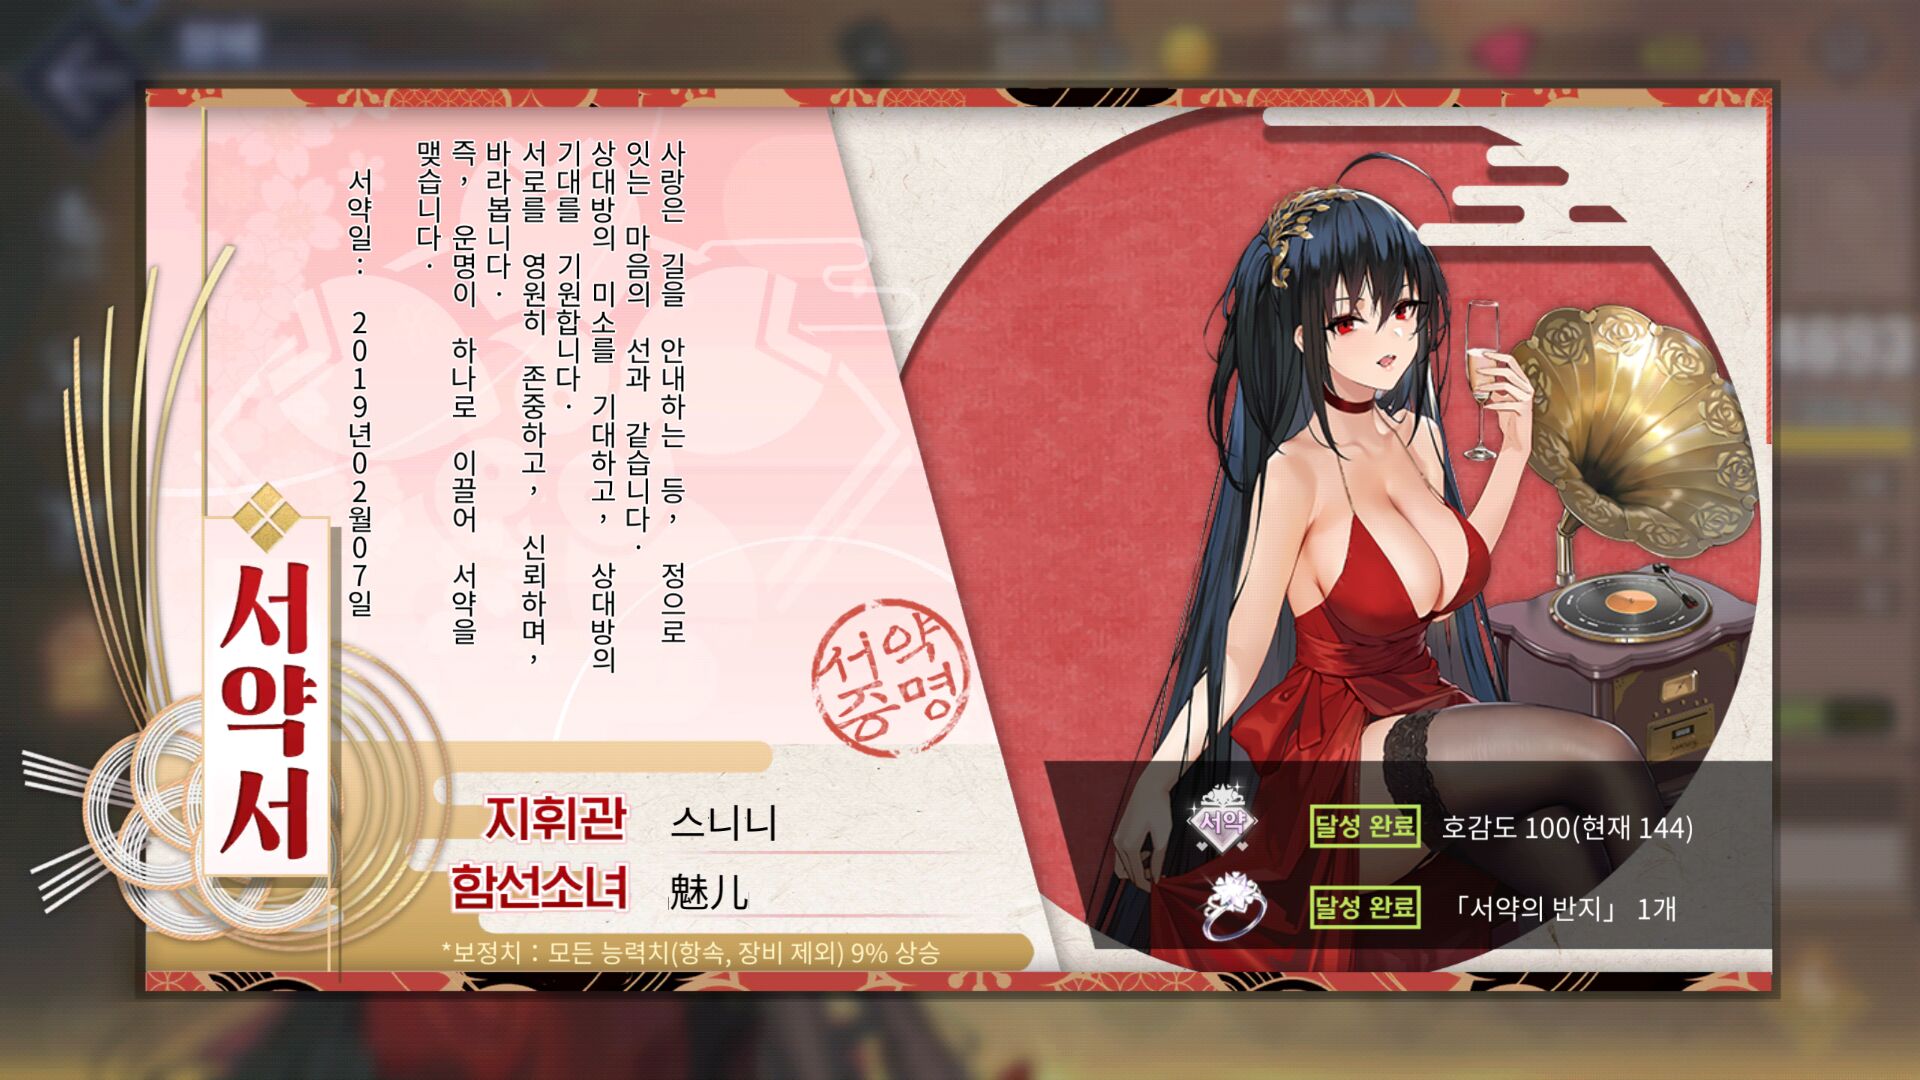 사랑은 길을 안내하는 등, 정으로
잇는 마음의 선과 같습니다.
상대방의 미소를 기대하고, 상대방의
기대를 기원합니다.
서로를 영원히 존중하고, 신뢰하며,
바라봅니다.
즉, 운명이 하나로 이끌어 서약을
맺습니다.
서약일: 2019년02월07일
서약서
서약
증명
지휘관 스니니
함선소녀 魅儿
*보정치 : 모든 능력치(항속, 장비 제외) 9% 상승
서약 달성 완료 호감도 100(현재 144)
달성 완료 「서약의 반지」 1개